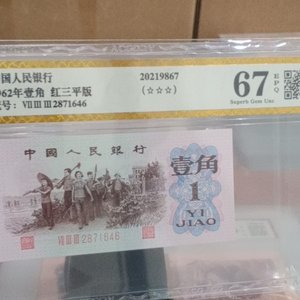 国人民银行
962年壹角 红三平版
号: VII III III 2871646
20219867
(☆☆☆)
67 EPQ
Superb Gem Unc
中國人民銀行
壹角
1
YI
JIAO
VII III III 2871646